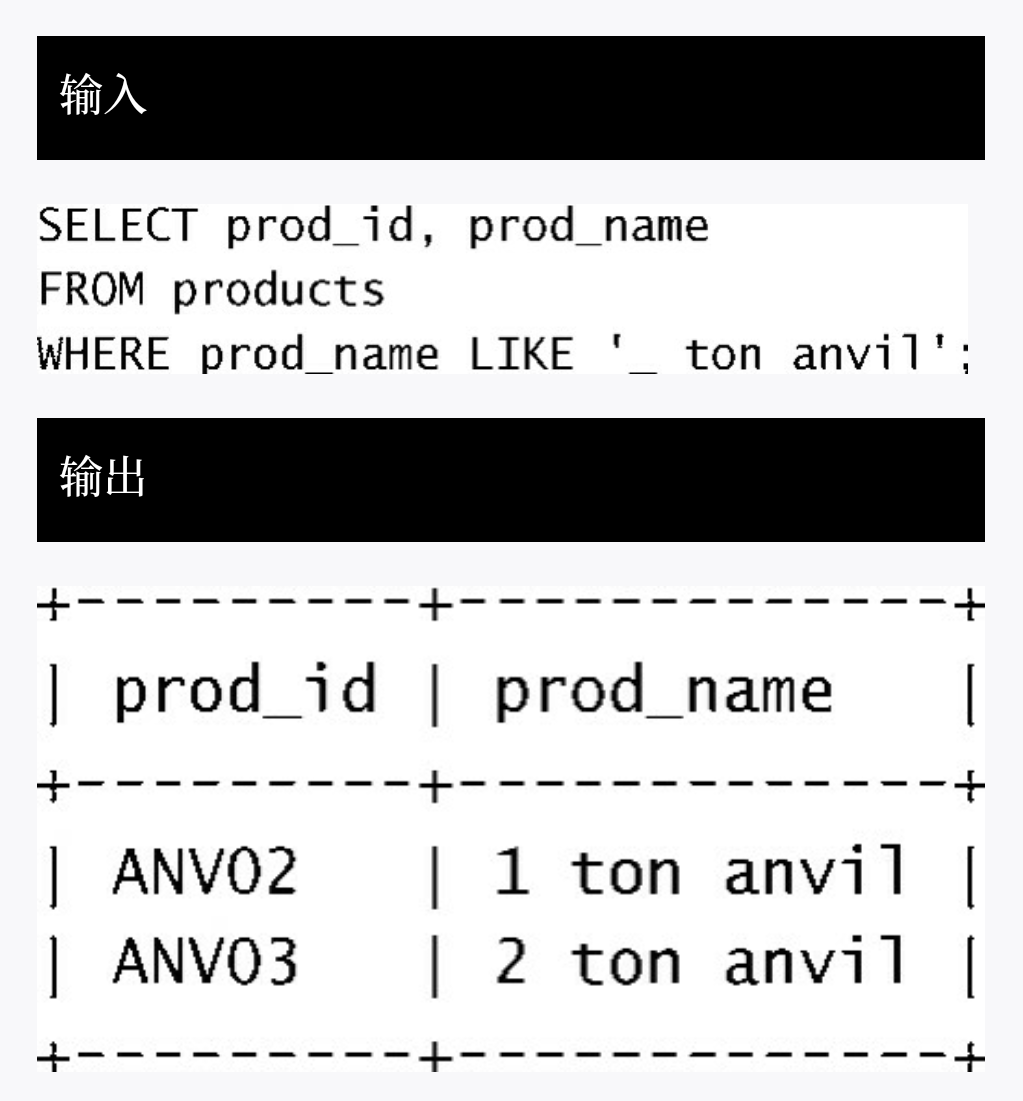 输入
SELECT prod_id, prod_name
FROM products
WHERE prod_name LIKE '_ ton anvil';
输出
+----------+-------------+
| prod_id | prod_name |
+----------+-------------+
| ANV02 | 1 ton anvil |
| ANV03 | 2 ton anvil |
+----------+-------------+